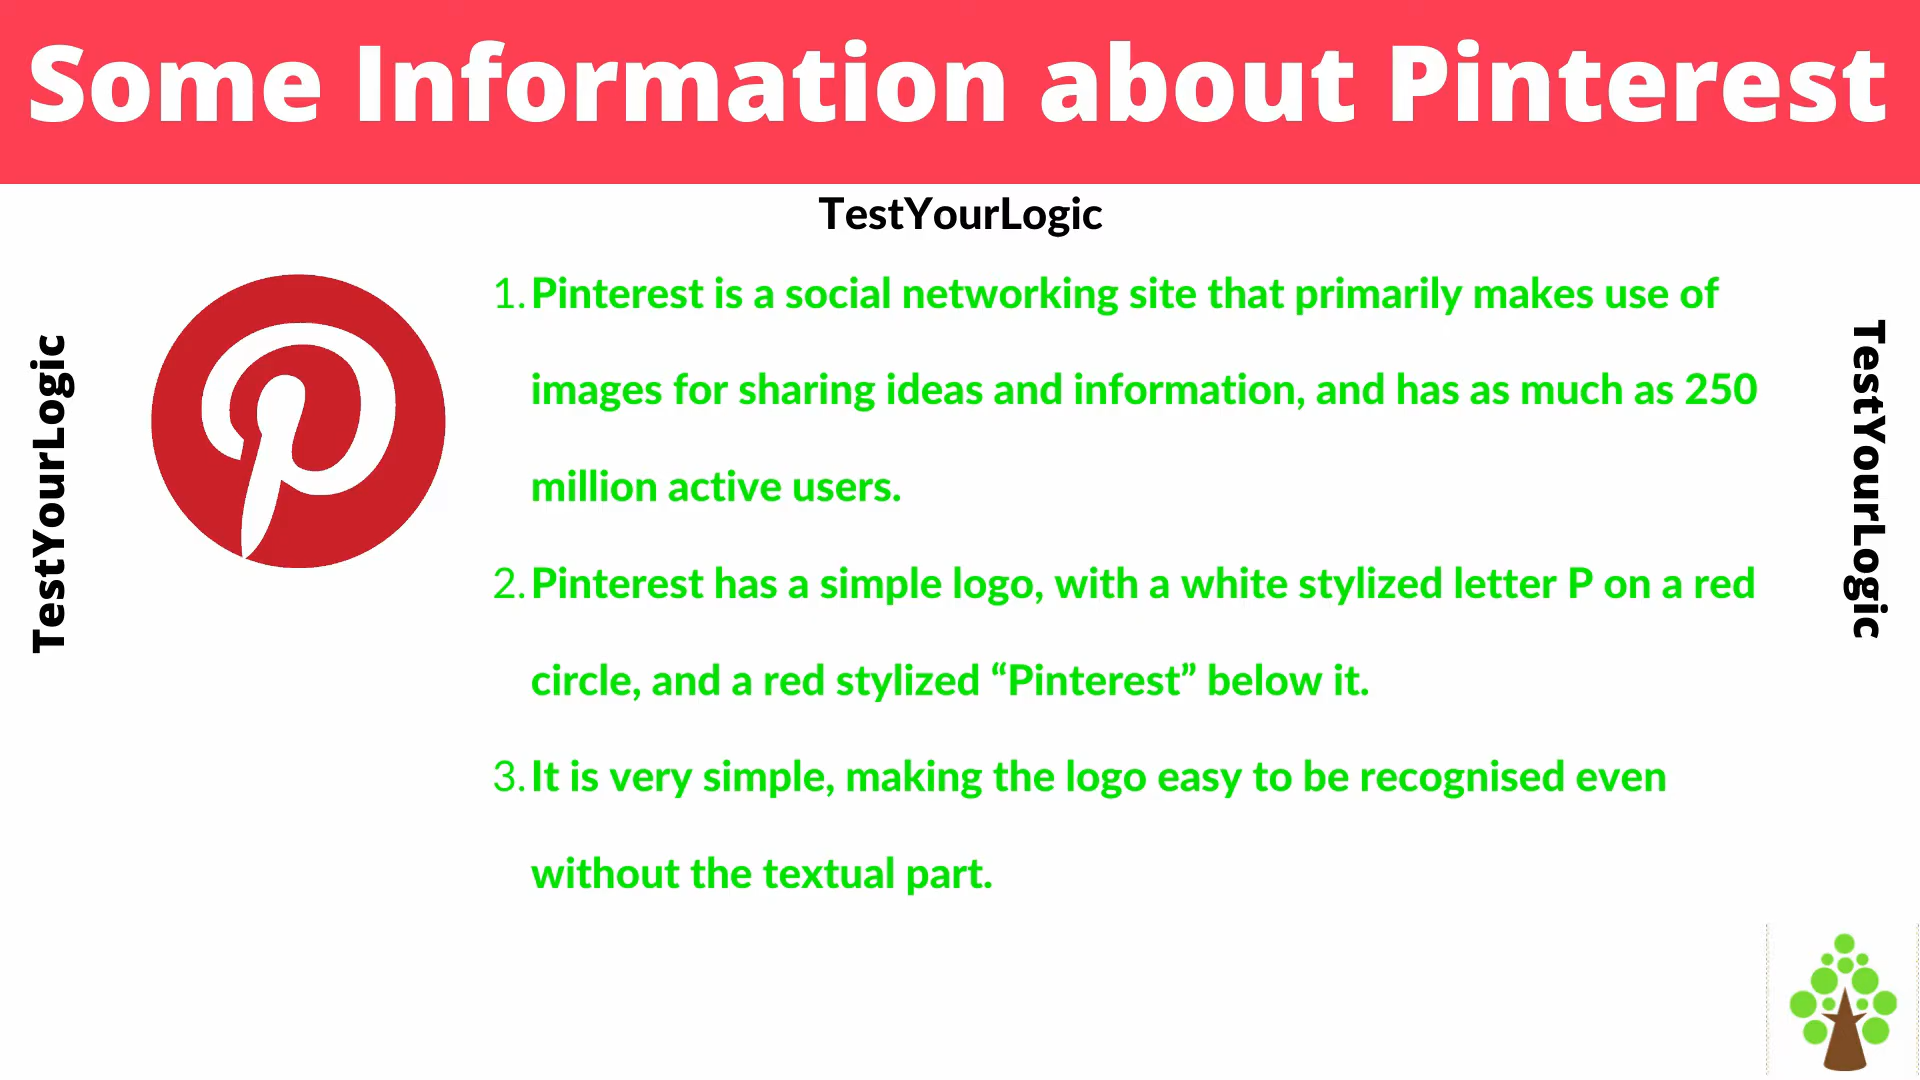 Some Information about Pinterest
TestYourLogic
TestYourLogic
1. Pinterest is a social networking site that primarily makes use of
images for sharing ideas and information, and has as much as 250
million active users.
2. Pinterest has a simple logo, with a white stylized letter P on a red
circle, and a red stylized “Pinterest” below it.
3. It is very simple, making the logo easy to be recognised even
without the textual part.
TestYourLogic